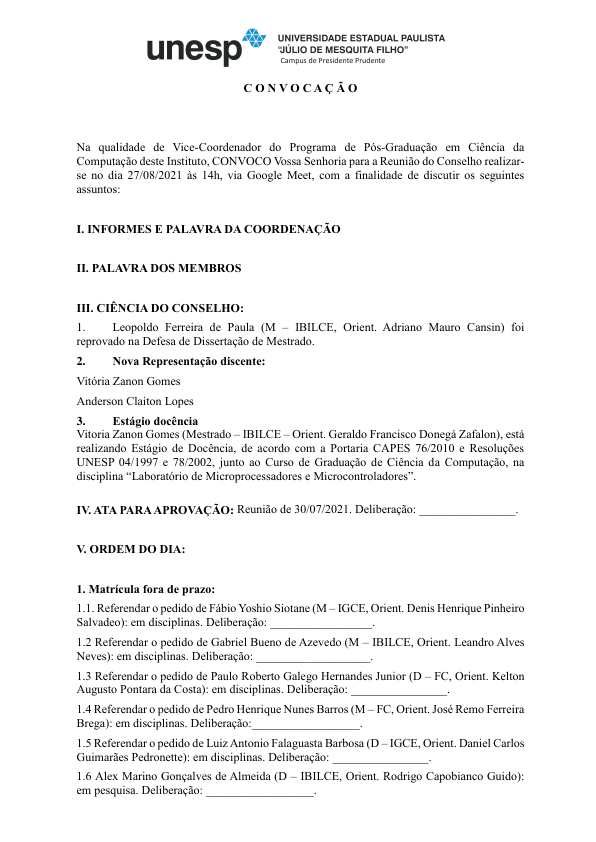 unesp
UNIVERSIDADE ESTADUAL PAULISTA
"JÚLIO DE MESQUITA FILHO"
Campus de Presidente Prudente
C O N V O C A Ç Ã O
Na qualidade de Vice-Coordenador do Programa de Pós-Graduação em Ciência da
Computação deste Instituto, CONVOCO Vossa Senhoria para a Reunião do Conselho realizar-
se no dia 27/08/2021 às 14h, via Google Meet, com a finalidade de discutir os seguintes
assuntos:
I. INFORMES E PALAVRA DA COORDENAÇÃO
II. PALAVRA DOS MEMBROS
III. CIÊNCIA DO CONSELHO:
1. Leopoldo Ferreira de Paula (M – IBILCE, Orient. Adriano Mauro Cansin) foi
reprovado na Defesa de Dissertação de Mestrado.
2. Nova Representação discente:
Vitória Zanon Gomes
Anderson Claiton Lopes
3. Estágio docência
Vitoria Zanon Gomes (Mestrado – IBILCE – Orient. Geraldo Francisco Donegá Zafalon), está
realizando Estágio de Docência, de acordo com a Portaria CAPES 76/2010 e Resoluções
UNESP 04/1997 e 78/2002, junto ao Curso de Graduação de Ciência da Computação, na
disciplina “Laboratório de Microprocessadores e Microcontroladores”.
IV. ATA PARA APROVAÇÃO: Reunião de 30/07/2021. Deliberação: ________________.
V. ORDEM DO DIA:
1. Matrícula fora de prazo:
1.1. Referendar o pedido de Fábio Yoshio Siotane (M – IGCE, Orient. Denis Henrique Pinheiro
Salvadeo): em disciplinas. Deliberação: _________________.
1.2 Referendar o pedido de Gabriel Bueno de Azevedo (M – IBILCE, Orient. Leandro Alves
Neves): em disciplinas. Deliberação: ___________________.
1.3 Referendar o pedido de Paulo Roberto Galego Hernandes Junior (D – FC, Orient. Kelton
Augusto Pontara da Costa): em disciplinas. Deliberação: ________________.
1.4 Referendar o pedido de Pedro Henrique Nunes Barros (M – FC, Orient. José Remo Ferreira
Brega): em disciplinas. Deliberação:__________________.
1.5 Referendar o pedido de Luiz Antonio Falaguasta Barbosa (D – IGCE, Orient. Daniel Carlos
Guimarães Pedronette): em disciplinas. Deliberação: ________________.
1.6 Alex Marino Gonçalves de Almeida (D – IBILCE, Orient. Rodrigo Capobianco Guido):
em pesquisa. Deliberação: __________________.